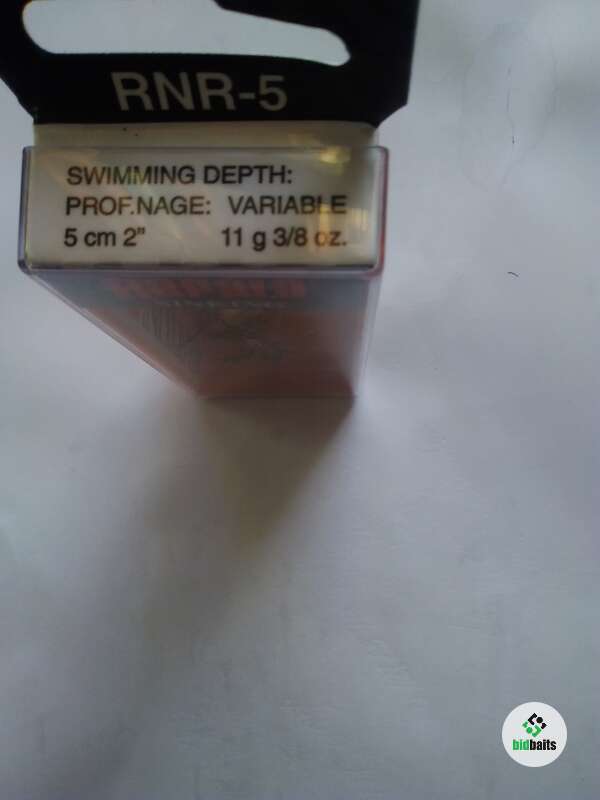 RNR-5
SWIMMING DEPTH:
PROF.NAGE: VARIABLE
5 cm 2" 11 g 3/8 oz.
bidbaits